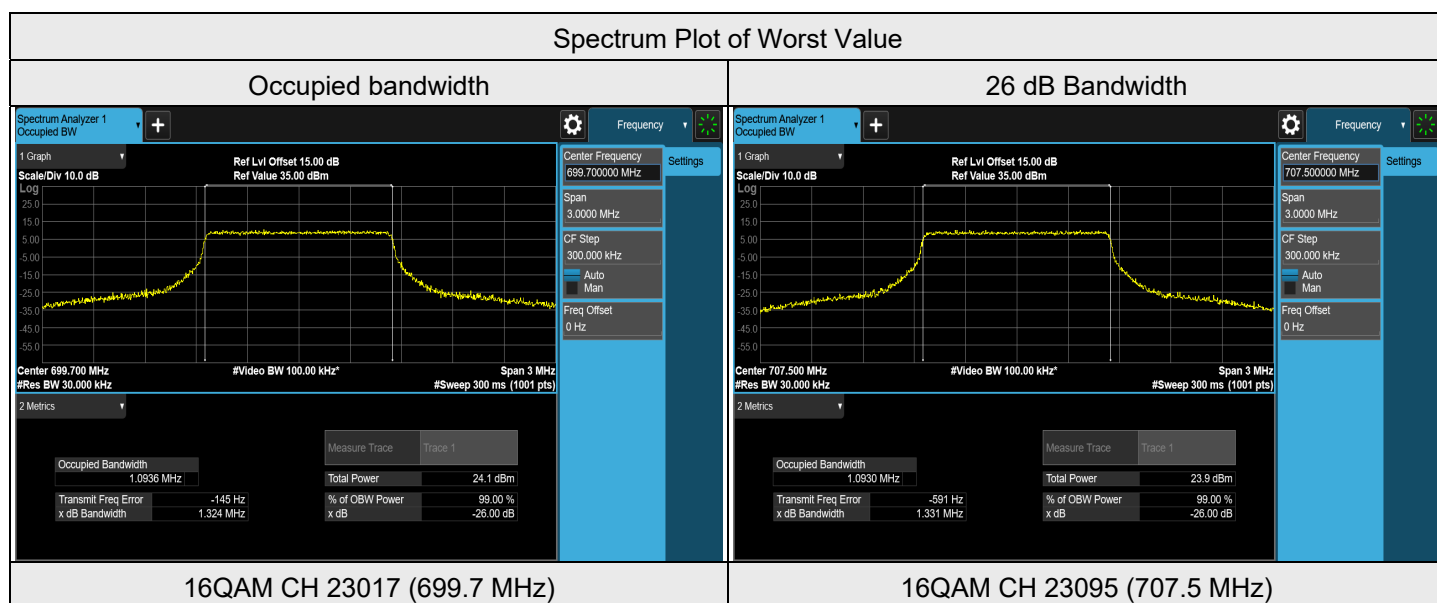 Spectrum Plot of Worst Value
Occupied bandwidth
Spectrum Analyzer 1
Occupied BW
+
Frequency
1 Graph
Scale/Div 10.0 dB
Ref Lvl Offset 15.00 dB
Ref Value 35.00 dBm
Log
25.0
15.0
5.00
-5.00
-15.0
-25.0
-35.0
-45.0
-55.0
Center 699.700 MHz
#Res BW 30.000 kHz
#Video BW 100.00 kHz*
Span 3 MHz
#Sweep 300 ms (1001 pts)
Center Frequency
699.700000 MHz
Settings
Span
3.0000 MHz
CF Step
300.000 kHz
Auto
Man
Freq Offset
0 Hz
2 Metrics
Measure Trace Trace 1
Occupied Bandwidth
1.0936 MHz
Total Power 24.1 dBm
Transmit Freq Error -145 Hz
% of OBW Power 99.00 %
x dB Bandwidth 1.324 MHz
x dB -26.00 dB
16QAM CH 23017 (699.7 MHz)
26 dB Bandwidth
Spectrum Analyzer 1
Occupied BW
+
Frequency
1 Graph
Scale/Div 10.0 dB
Ref Lvl Offset 15.00 dB
Ref Value 35.00 dBm
Log
25.0
15.0
5.00
-5.00
-15.0
-25.0
-35.0
-45.0
-55.0
Center 707.500 MHz
#Res BW 30.000 kHz
#Video BW 100.00 kHz*
Span 3 MHz
#Sweep 300 ms (1001 pts)
Center Frequency
707.500000 MHz
Settings
Span
3.0000 MHz
CF Step
300.000 kHz
Auto
Man
Freq Offset
0 Hz
2 Metrics
Measure Trace Trace 1
Occupied Bandwidth
1.0930 MHz
Total Power 23.9 dBm
Transmit Freq Error -591 Hz
% of OBW Power 99.00 %
x dB Bandwidth 1.331 MHz
x dB -26.00 dB
16QAM CH 23095 (707.5 MHz)